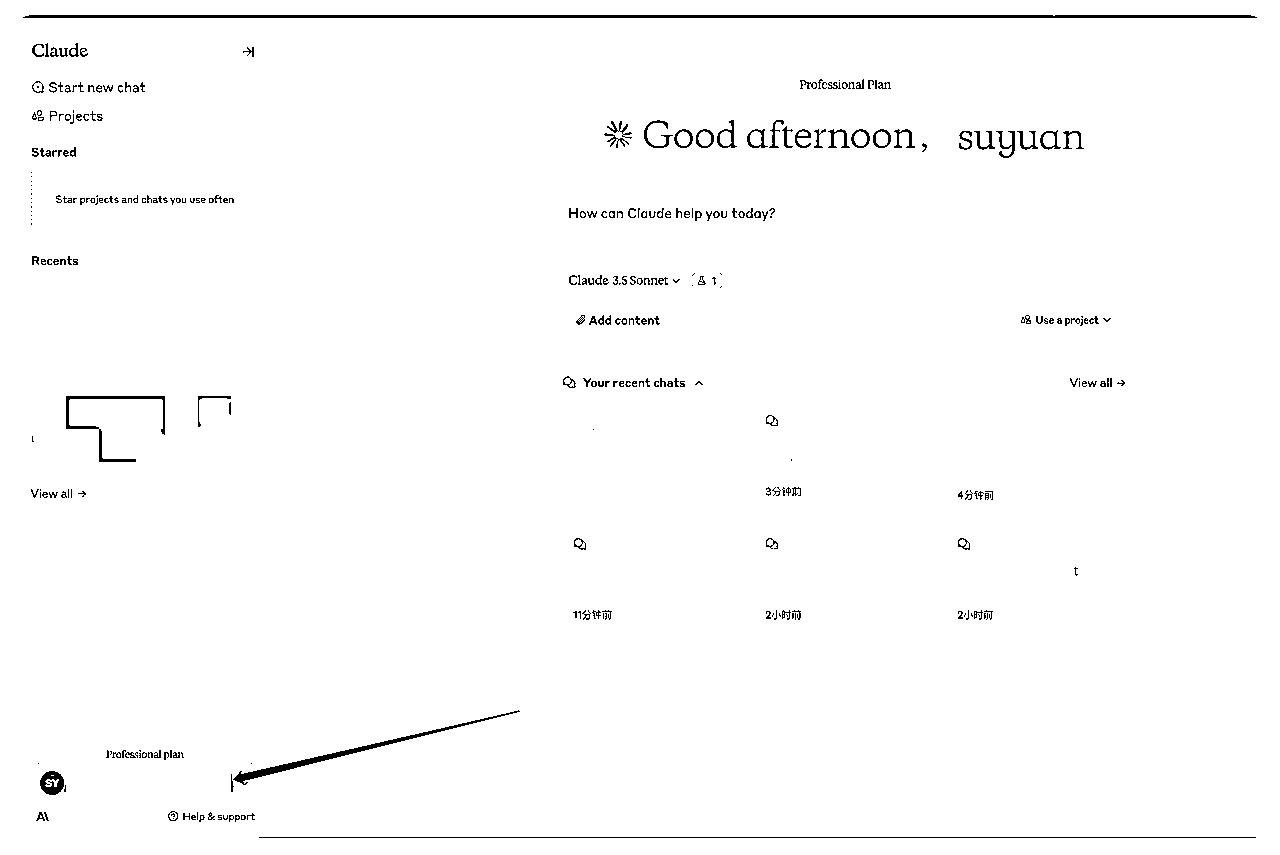 Claude
Start new chat
Projects
Starred
Star projects and chats you use often
Recents
View all →
Professional plan
SY
A\
Help & support
Professional Plan
Good afternoon, suyuan
How can Claude help you today?
Claude 3.5 Sonnet 1
Add content
Use a project
Your recent chats
View all →
3分钟前
4分钟前
11分钟前
2小时前
2小时前